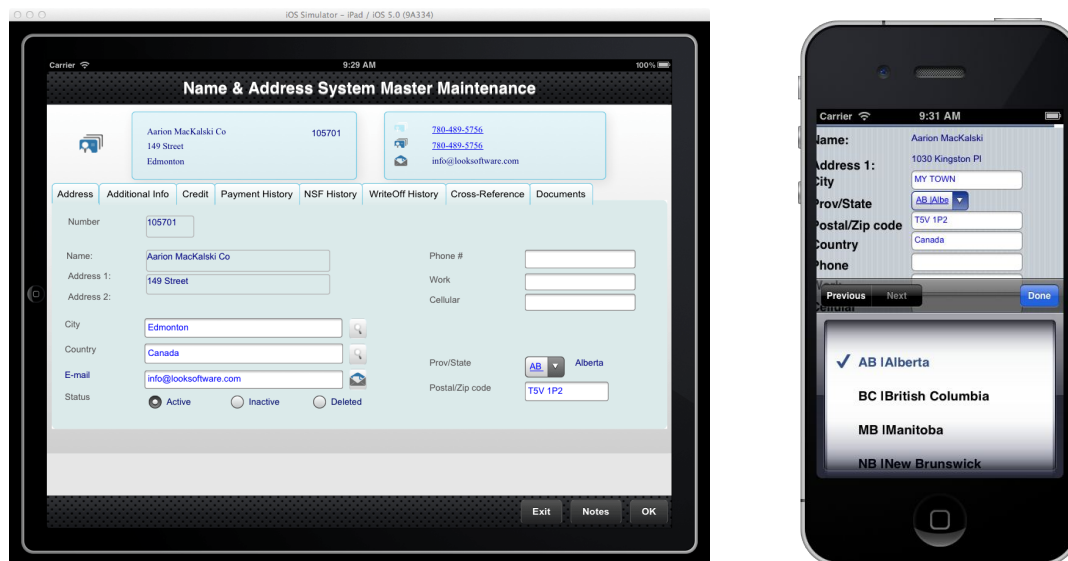 iOS Simulator – iPad / iOS 5.0 (9A334)
Carrier 9:29 AM 100%
Name & Address System Master Maintenance
Aarion MacKalski Co 105701
149 Street
Edmonton
780-489-5756
780-489-5756
info@looksoftware.com
Address Additional Info Credit Payment History NSF History WriteOff History Cross-Reference Documents
Number 105701
Name: Aarion MacKalski Co Phone #
Address 1: 149 Street Work
Address 2: Cellular
City Edmonton
Country Canada
Prov/State AB Alberta
E-mail info@looksoftware.com
Postal/Zip code T5V 1P2
Status Active Inactive Deleted
Exit Notes OK
Carrier 9:31 AM
Name: Aarion MacKalski
Address 1: 1030 Kingston Pl
City MY TOWN
Prov/State AB |Albe
Postal/Zip code T5V 1P2
Country Canada
Phone
Work
Previous Next Done
Cellular
AB |Alberta
BC |British Columbia
MB |Manitoba
NB |New Brunswick